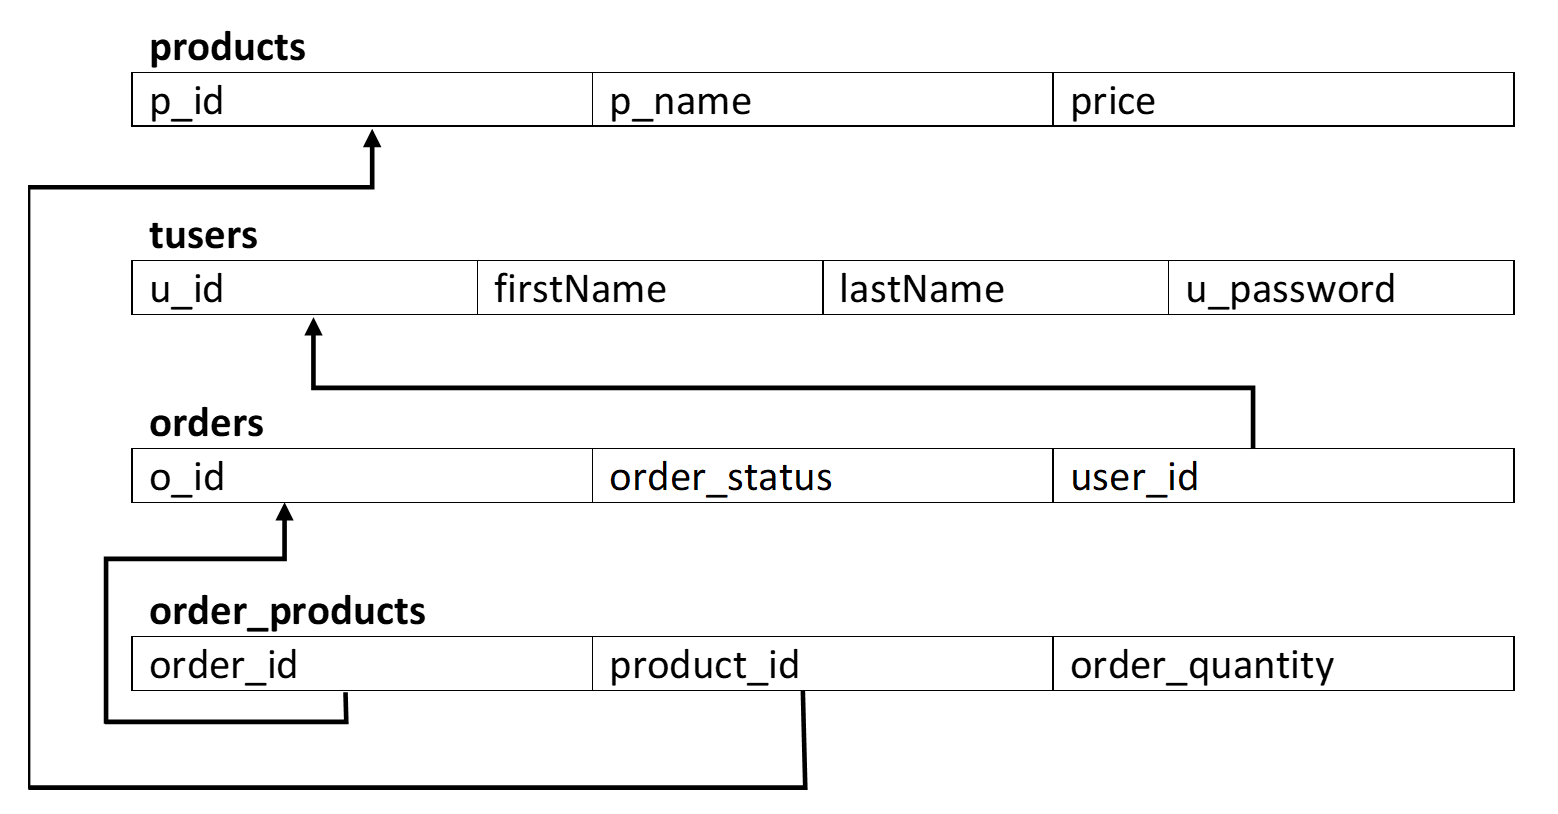 products
p_id p_name price
tusers
u_id firstName lastName u_password
orders
o_id order_status user_id
order_products
order_id product_id order_quantity